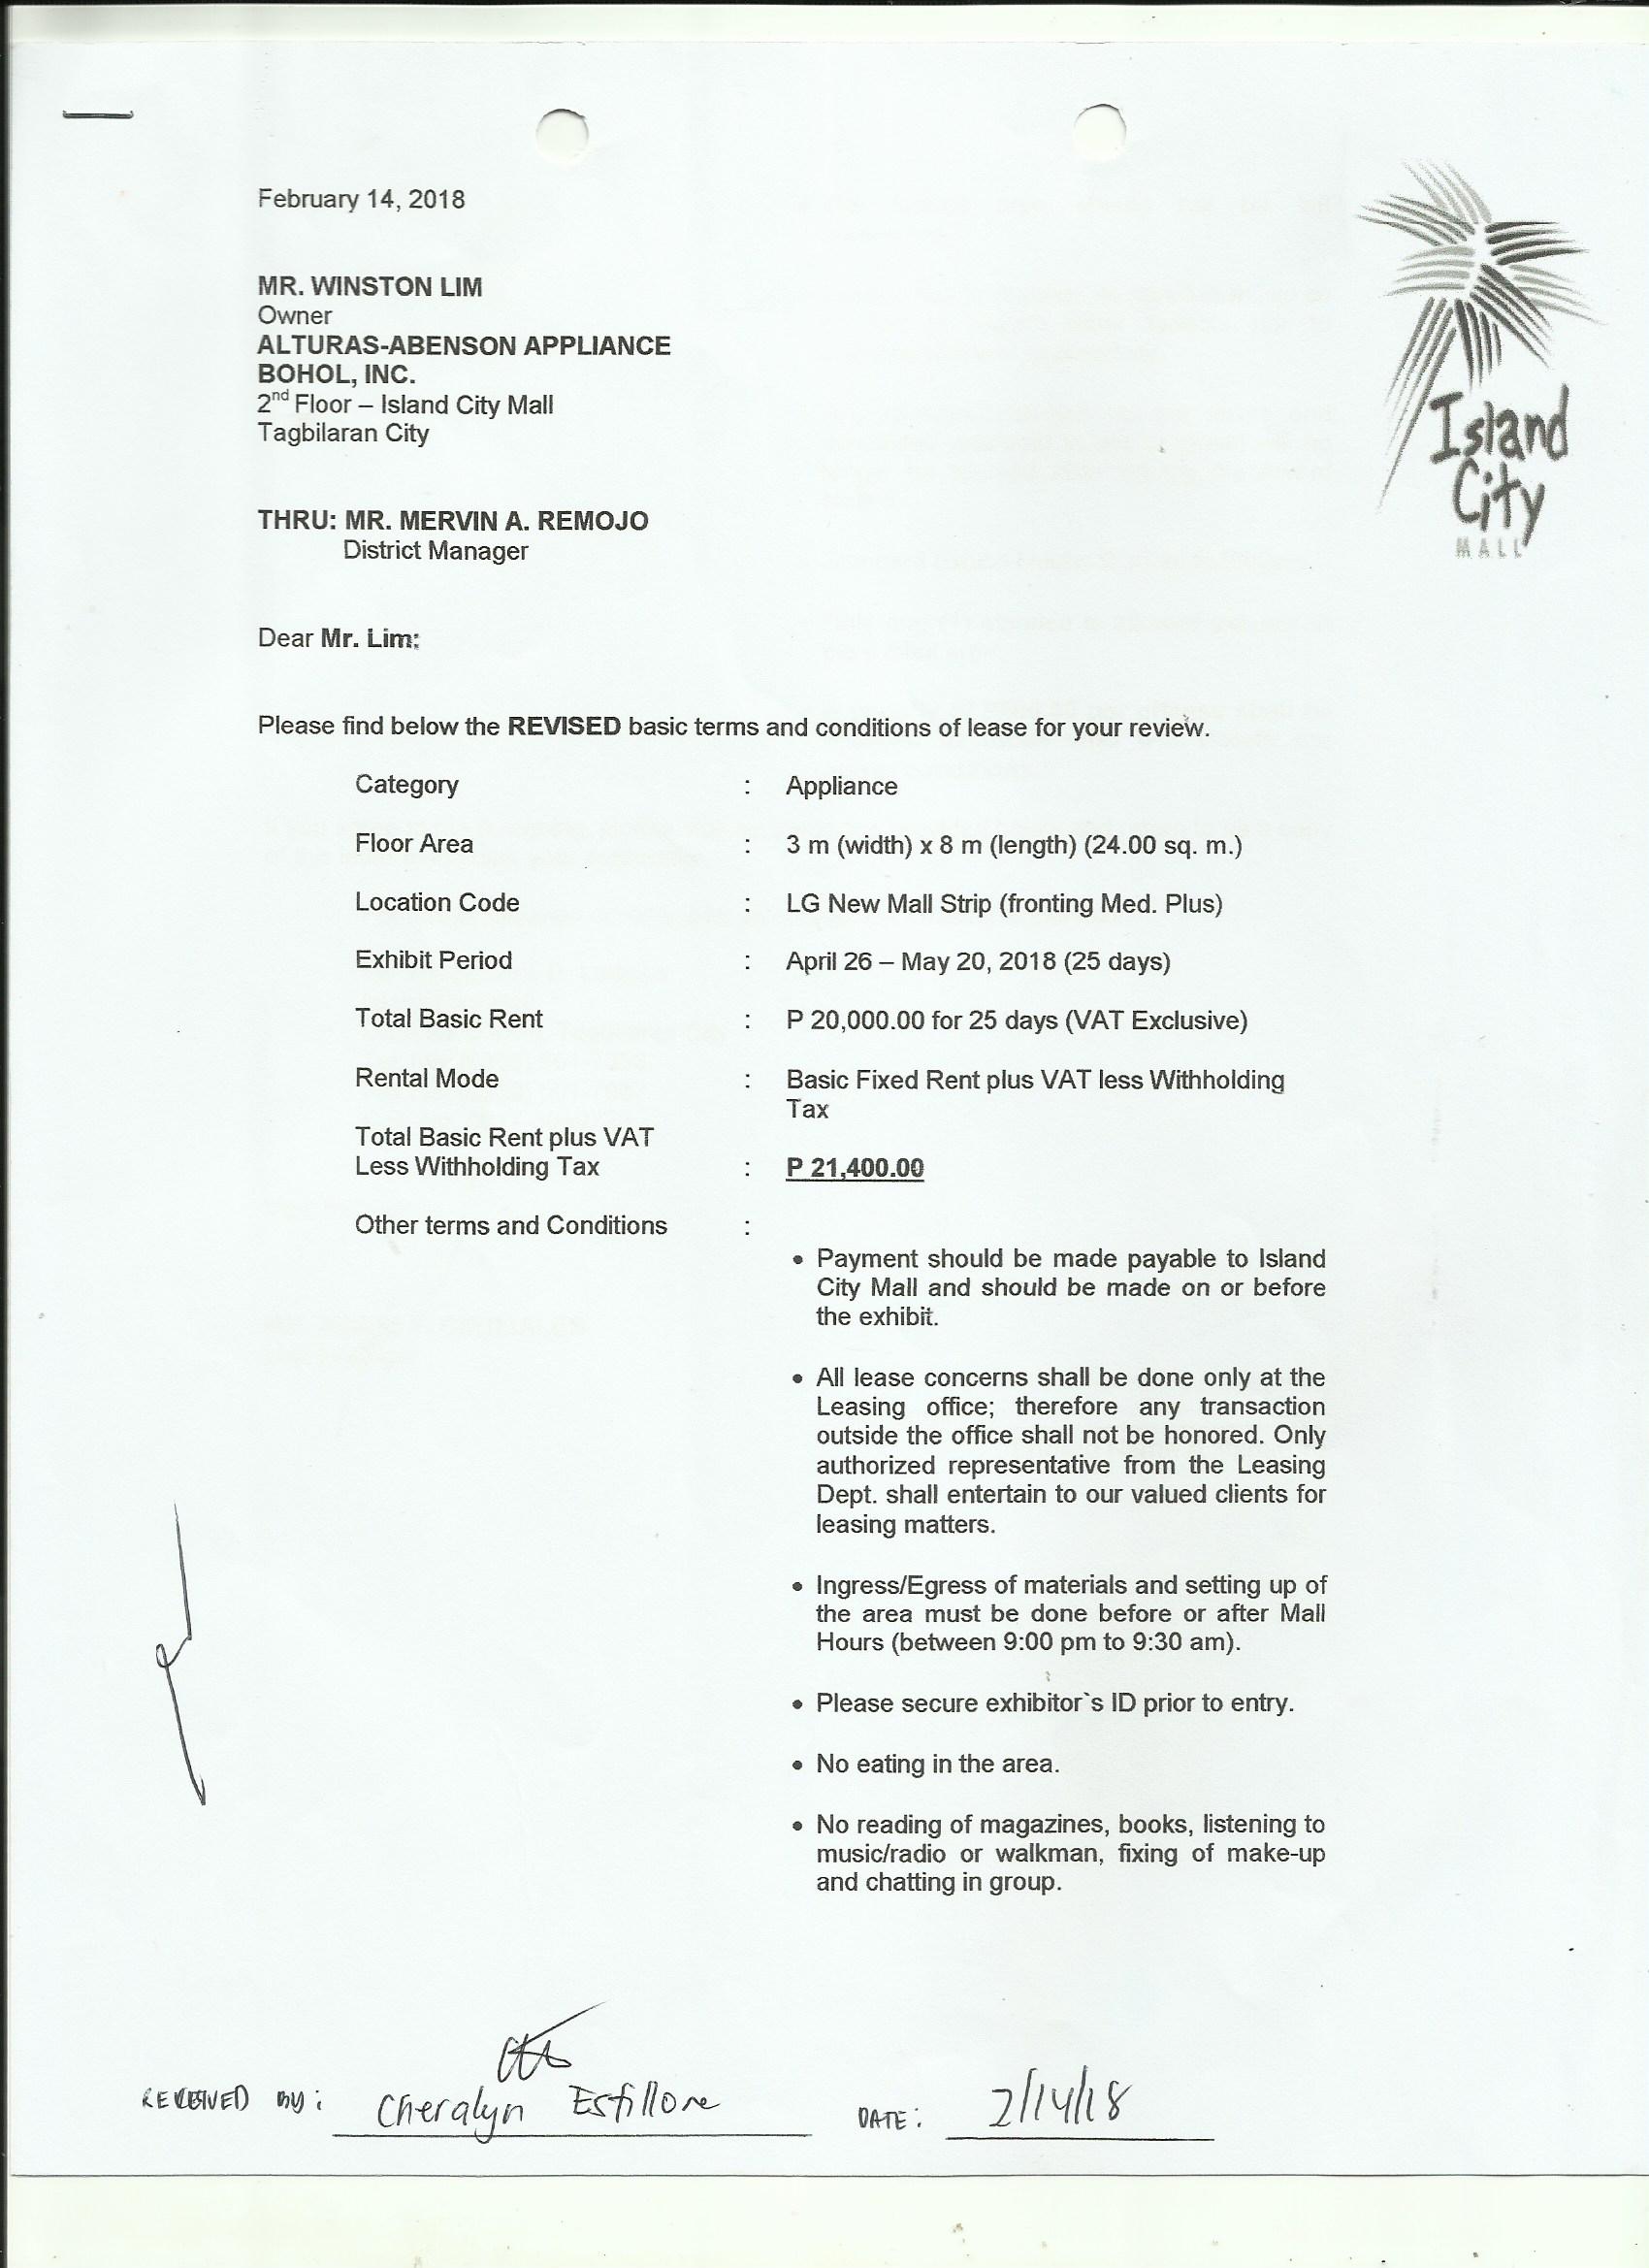 February 14, 2018
Island
City
MALL
MR. WINSTON LIM
Owner
ALTURAS-ABENSON APPLIANCE
BOHOL, INC.
2nd Floor – Island City Mall
Tagbilaran City
THRU: MR. MERVIN A. REMOJO
District Manager
Dear Mr. Lim:
Please find below the REVISED basic terms and conditions of lease for your review.
Category : Appliance
Floor Area : 3 m (width) x 8 m (length) (24.00 sq. m.)
Location Code : LG New Mall Strip (fronting Med. Plus)
Exhibit Period : April 26 – May 20, 2018 (25 days)
Total Basic Rent : P 20,000.00 for 25 days (VAT Exclusive)
Rental Mode : Basic Fixed Rent plus VAT less Withholding
Tax
Total Basic Rent plus VAT
Less Withholding Tax : P 21,400.00
Other terms and Conditions :
• Payment should be made payable to Island
City Mall and should be made on or before
the exhibit.
• All lease concerns shall be done only at the
Leasing office; therefore any transaction
outside the office shall not be honored. Only
authorized representative from the Leasing
Dept. shall entertain to our valued clients for
leasing matters.
• Ingress/Egress of materials and setting up of
the area must be done before or after Mall
Hours (between 9:00 pm to 9:30 am).
• Please secure exhibitor`s ID prior to entry.
• No eating in the area.
• No reading of magazines, books, listening to
music/radio or walkman, fixing of make-up
and chatting in group.
RECEIVED BY: Cheralyn Estillore DATE: 2/14/18